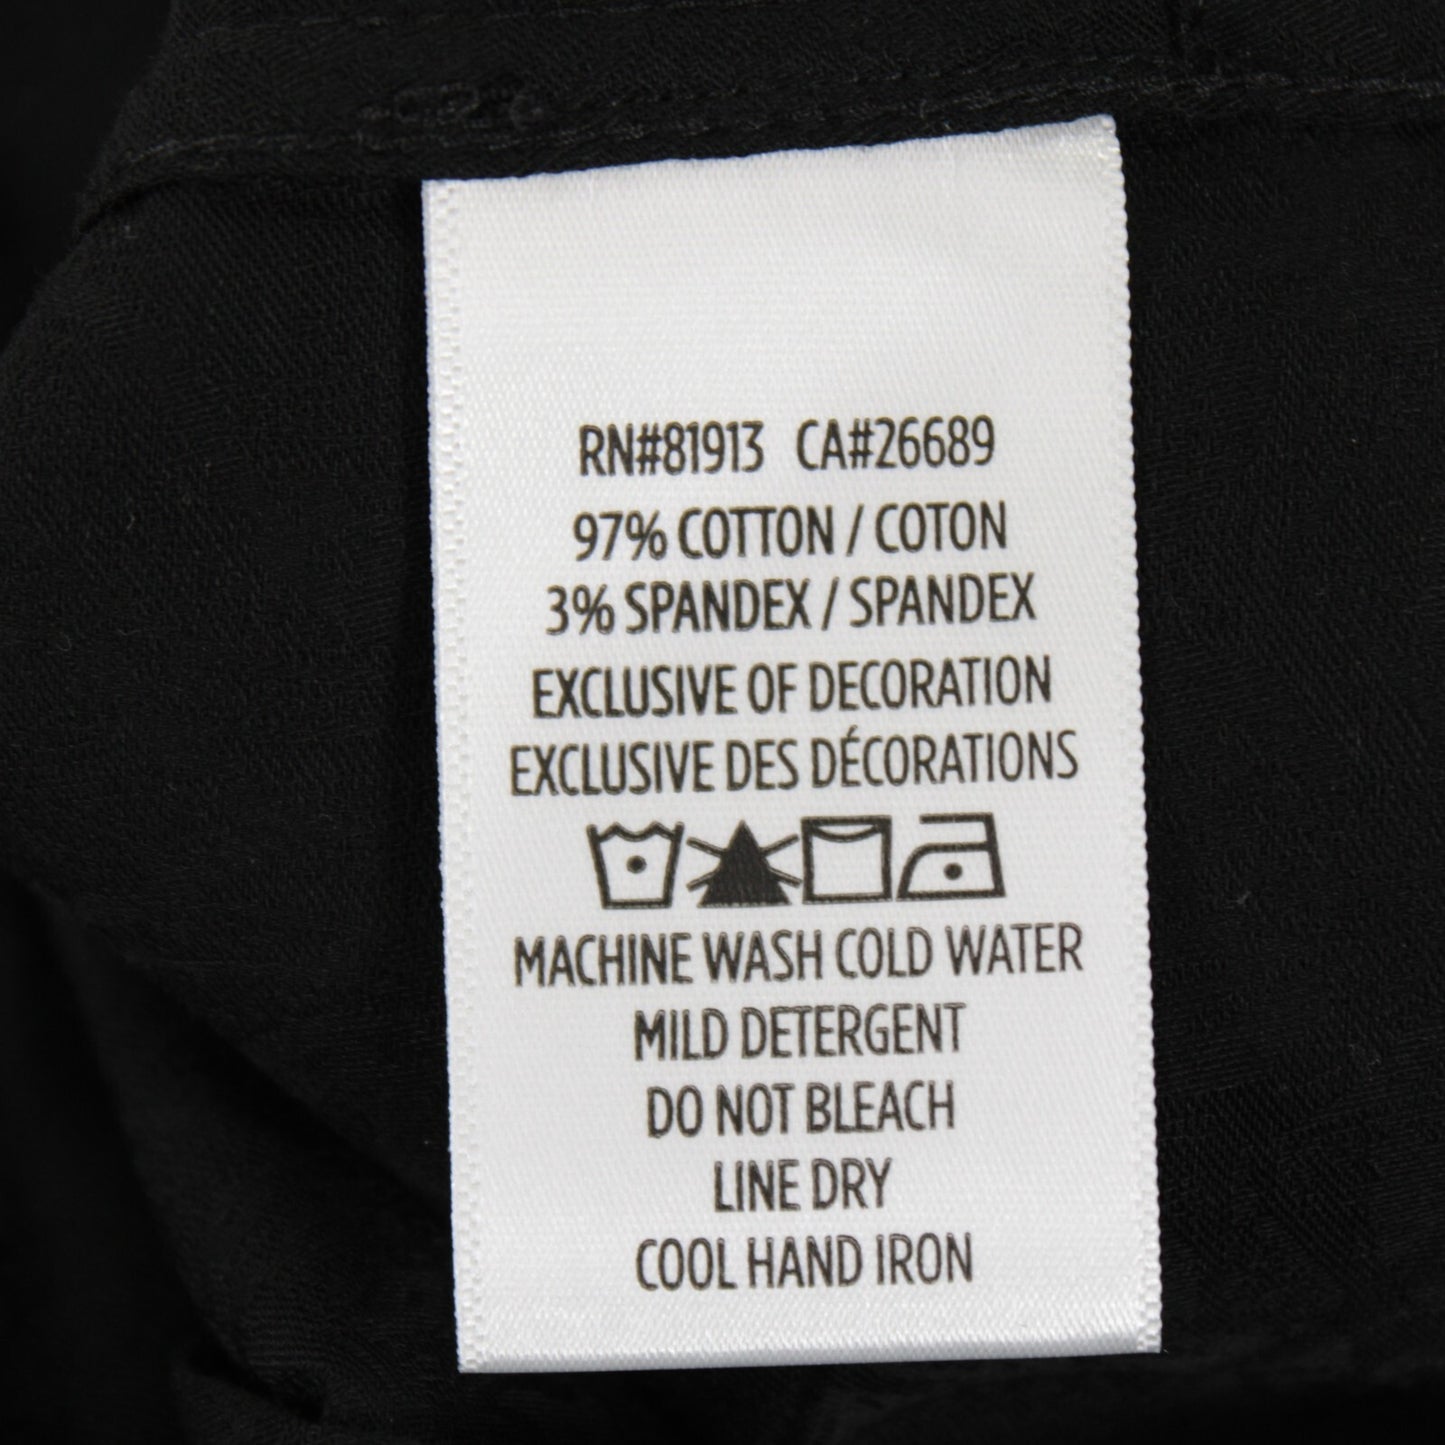 RN#81913 CA#26689
97% COTTON / COTON
3% SPANDEX / SPANDEX
EXCLUSIVE OF DECORATION
EXCLUSIVE DES DÉCORATIONS
MACHINE WASH COLD WATER
MILD DETERGENT
DO NOT BLEACH
LINE DRY
COOL HAND IRON